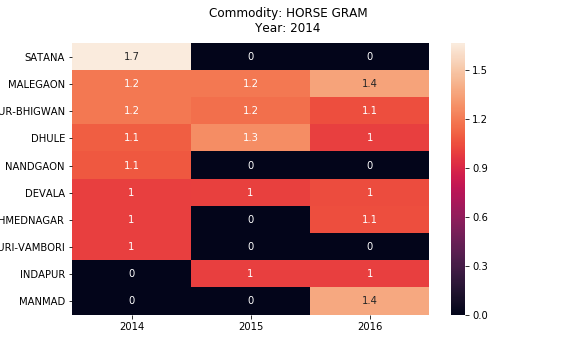 Commodity: HORSE GRAM
Year: 2014
SATANA 1.7 0 0 1.5
MALEGAON 1.2 1.2 1.4
UR-BHIGWAN 1.2 1.2 1.1 1.2
DHULE 1.1 1.3 1
NANDGAON 1.1 0 0 0.9
DEVALA 1 1 1
HMEDNAGAR 1 0 1.1 0.6
URI-VAMBORI 1 0 0
INDAPUR 0 1 1 0.3
MANMAD 0 0 1.4
0.0
2014 2015 2016